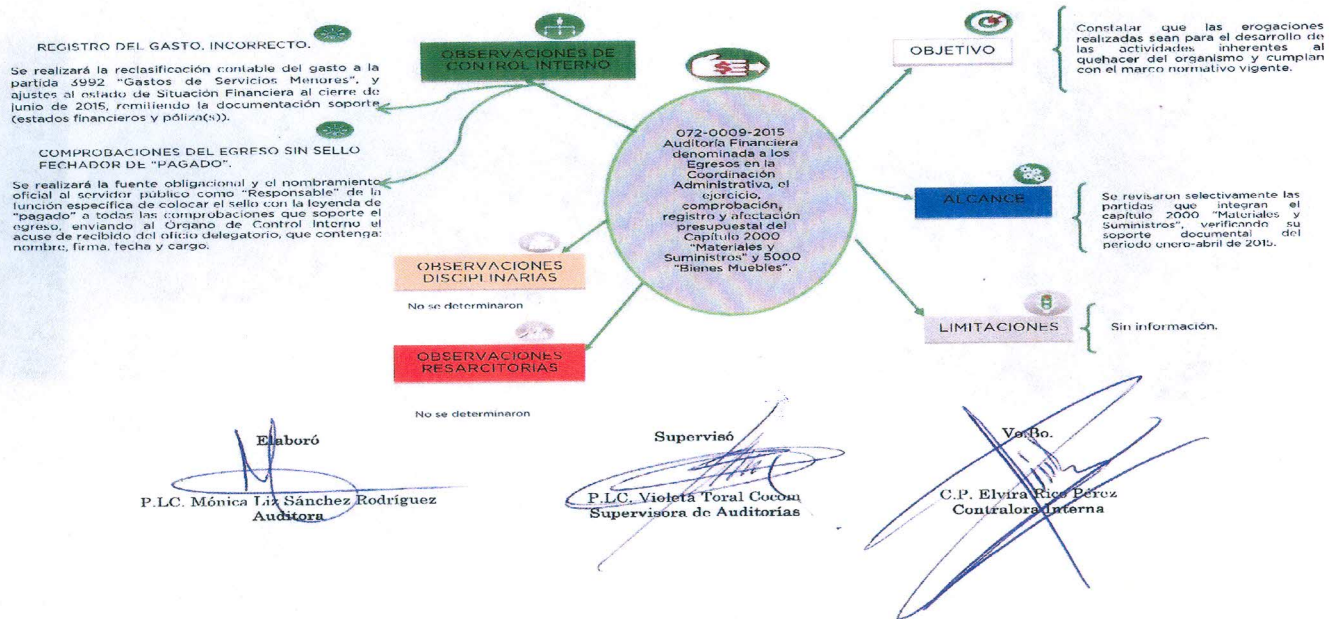 REGISTRO DEL GASTO, INCORRECTO.
Se realizará la reclasificación contable del gasto a la
partida 3992 "Gastos de Servicios Menores", y
ajustes al estado de Situación Financiera al cierre de
junio de 2015, remitiendo la documentación soporte
(estados financieros y póliza(s)).
COMPROBACIONES DEL EGRESO SIN SELLO
FECHADOR DE "PAGADO".
Se realizará la fuente obligacional y el nombramiento
oficial al servidor público como "Responsable" de la
función específica de colocar el sello con la leyenda de
"pagado" a todas las comprobaciones que soporte el
egreso, enviando al Órgano de Control Interno el
acuse de recibido del oficio delegatorio, que contenga:
nombre, firma, fecha y cargo.
OBSERVACIONES DE
CONTROL INTERNO
OBSERVACIONES
DISCIPLINARIAS
No se determinaron
OBSERVACIONES
RESARCITORIAS
No se determinaron
072-0009-2015
Auditoría Financiera
denominada a los
Egresos en la
Coordinación
Administrativa, el
ejercicio,
comprobación,
registro y afectación
presupuestal del
Capítulo 2000
"Materiales y
Suministros" y 5000
"Bienes Muebles".
OBJETIVO
Constatar que las erogaciones
realizadas sean para el desarrollo de
las actividades inherentes al
quehacer del organismo y cumplan
con el marco normativo vigente.
ALCANCE
Se revisaron selectivamente las
partidas que integran el
capítulo 2000 "Materiales y
Suministros", verificando su
soporte documental del
periodo enero-abril de 2015.
LIMITACIONES
Sin información.
Elaboró
P.LC. Mónica Liz Sánchez Rodríguez
Auditora
Supervisó
P.LC. Violeta Toral Cocom
Supervisora de Auditorías
Vo.Bo.
C.P. Elvira Rico Pérez
Contralora Interna